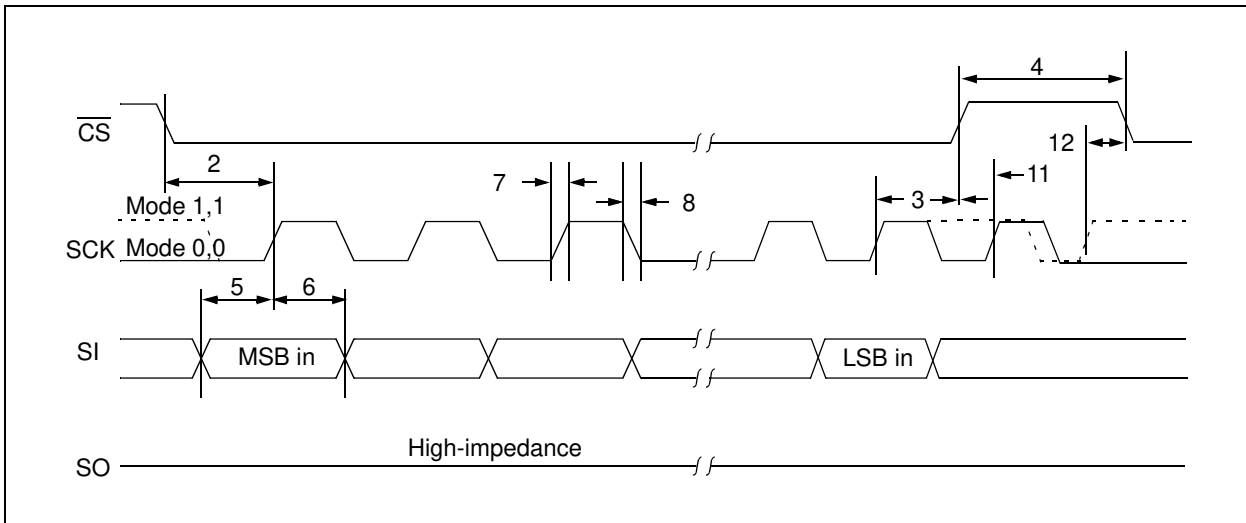 4
CS
12
2
7
8
3
11
Mode 1,1
SCK Mode 0,0
5
6
SI
MSB in
LSB in
High-impedance
SO